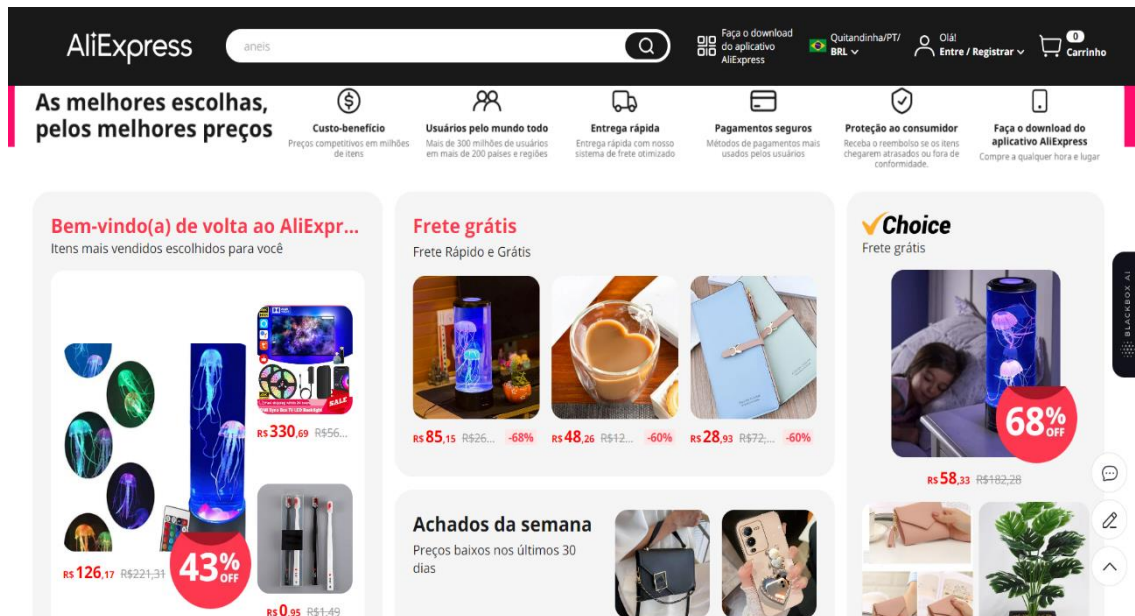 AliExpress
aneis
Faça o download
do aplicativo
AliExpress
Quitandinha/PT/
BRL
Olá!
Entre / Registrar
0
Carrinho
As melhores escolhas,
pelos melhores preços
Custo-benefício
Preços competitivos em milhões
de itens
Usuários pelo mundo todo
Mais de 300 milhões de usuários
em mais de 200 países e regiões
Entrega rápida
Entrega rápida com nosso
sistema de frete otimizado
Pagamentos seguros
Métodos de pagamentos mais
usados pelos usuários
Proteção ao consumidor
Receba o reembolso se os itens
chegarem atrasados ou fora de
conformidade.
Faça o download do
aplicativo AliExpress
Compre a qualquer hora e lugar
Bem-vindo(a) de volta ao AliExpr...
Itens mais vendidos escolhidos para você
SALE
R$330,69 R$56...
R$126,17 R$221,31
43% OFF
R$0,95 R$1,49
Frete grátis
Frete Rápido e Grátis
R$85,15 R$26... -68%
R$48,26 R$12... -60%
R$28,93 R$72,... -60%
Achados da semana
Preços baixos nos últimos 30
dias
Choice
Frete grátis
68% OFF
R$58,33 R$182,28
BLACKBOX AI